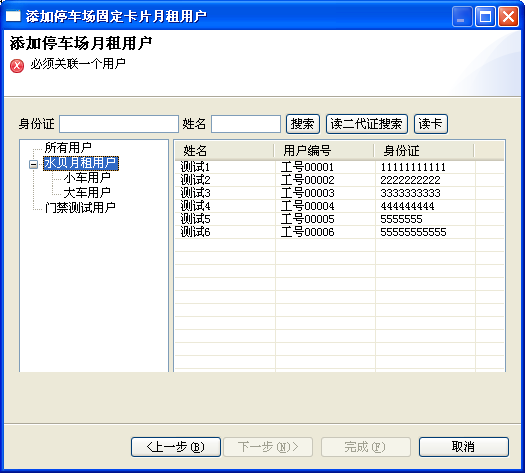 添加停车场固定卡片月租用户
添加停车场月租用户
必须关联一个用户
身份证 姓名 搜索 读二代证搜索 读卡
所有用户
水贝月租用户
小车用户
大车用户
门禁测试用户
姓名 用户编号 身份证
测试1 工号00001 11111111111
测试2 工号00002 2222222222
测试3 工号00003 3333333333
测试4 工号00004 444444444
测试5 工号00005 5555555
测试6 工号00006 55555555555
<上一步(B) 下一步(N)> 完成(F) 取消